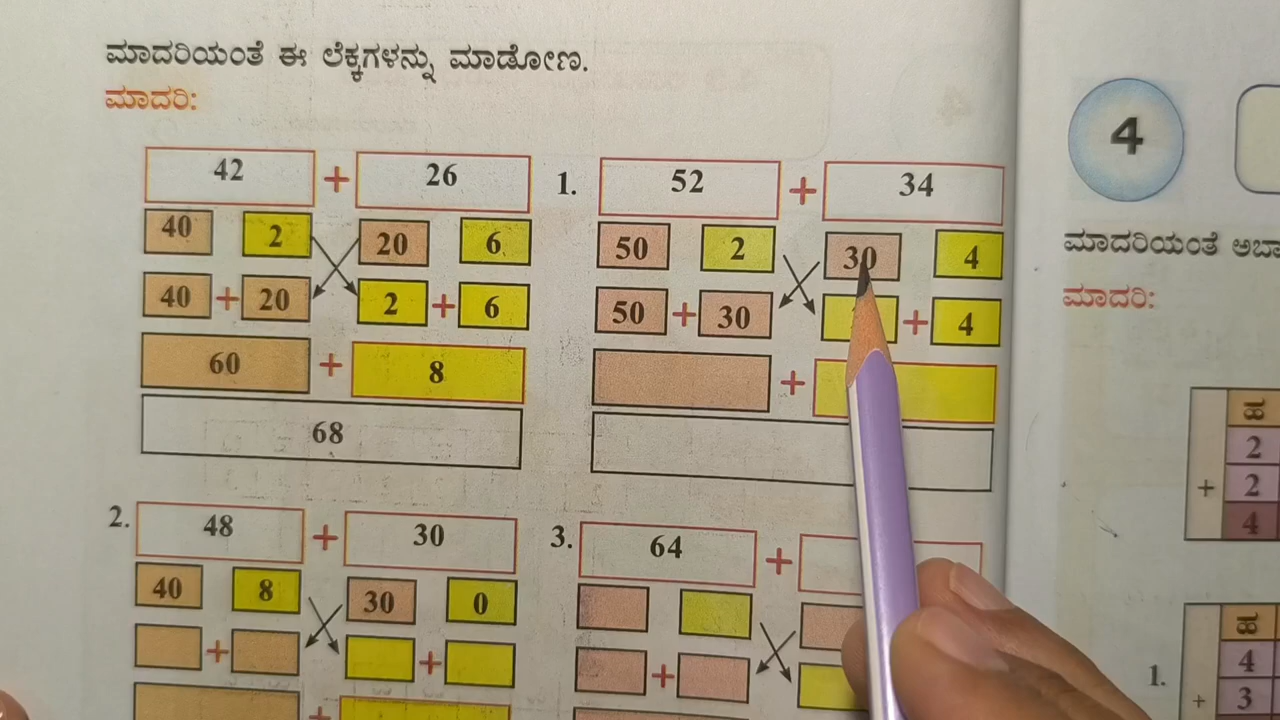 ಮಾದರಿಯಂತೆ ಈ ಲೆಕ್ಕಗಳನ್ನು ಮಾಡೋಣ.
ಮಾದರಿ:
42 + 26
40 2 20 6
40 + 20 2 + 6
60 + 8
68
1. 52 + 34
50 2 30 4
50 + 30 + 4
+
2. 48 + 30
40 8 30 0
+ +
+
3. 64 +
+
4
ಮಾದರಿಯಂತೆ
ಮಾದರಿ:
2
+ 2
4
1. 4
+ 3